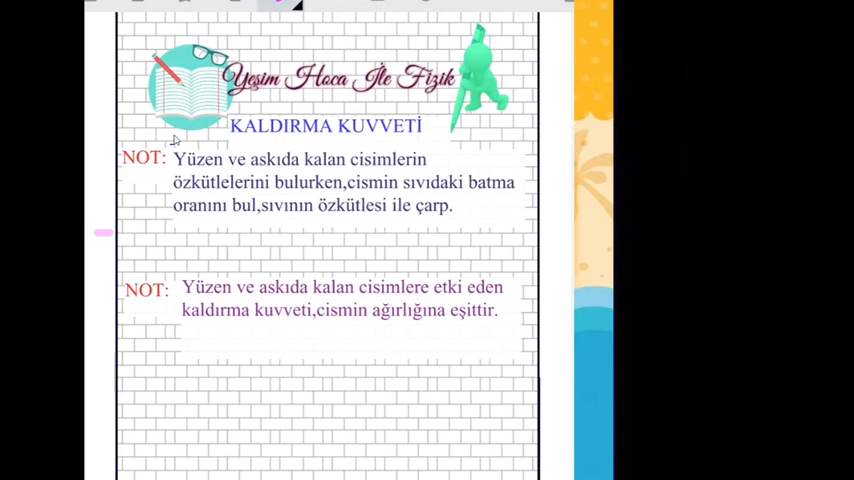 Yeşim Hoca İle Fizik
KALDIRMA KUVVETİ
NOT: Yüzen ve askıda kalan cisimlerin
özkütlelerini bulurken,cismin sıvıdaki batma
oranını bul,sıvının özkütlesi ile çarp.
NOT: Yüzen ve askıda kalan cisimlere etki eden
kaldırma kuvveti,cismin ağırlığına eşittir.